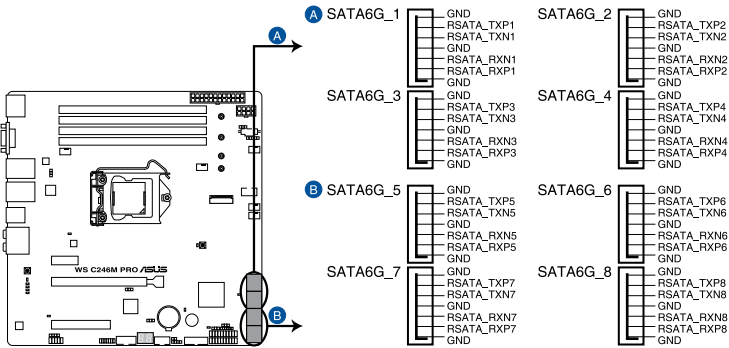 A SATA6G_1
GND
RSATA_TXP1
RSATA_TXN1
GND
RSATA_RXN1
RSATA_RXP1
GND
SATA6G_2
GND
RSATA_TXP2
RSATA_TXN2
GND
RSATA_RXN2
RSATA_RXP2
GND
SATA6G_3
GND
RSATA_TXP3
RSATA_TXN3
GND
RSATA_RXN3
RSATA_RXP3
GND
SATA6G_4
GND
RSATA_TXP4
RSATA_TXN4
GND
RSATA_RXN4
RSATA_RXP4
GND
B SATA6G_5
GND
RSATA_TXP5
RSATA_TXN5
GND
RSATA_RXN5
RSATA_RXP5
GND
SATA6G_6
GND
RSATA_TXP6
RSATA_TXN6
GND
RSATA_RXN6
RSATA_RXP6
GND
SATA6G_7
GND
RSATA_TXP7
RSATA_TXN7
GND
RSATA_RXN7
RSATA_RXP7
GND
SATA6G_8
GND
RSATA_TXP8
RSATA_TXN8
GND
RSATA_RXN8
RSATA_RXP8
GND
A
WS C246M PRO ASUS
B